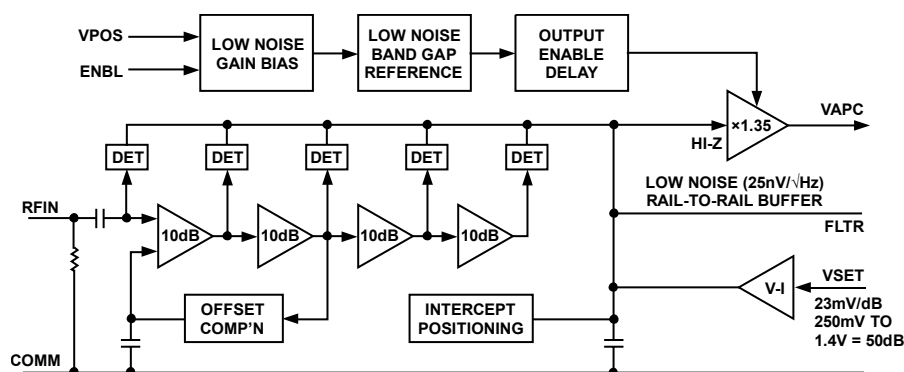 VPOS
ENBL
LOW NOISE
GAIN BIAS
LOW NOISE
BAND GAP
REFERENCE
OUTPUT
ENABLE
DELAY
×1.35
HI-Z
VAPC
DET
DET
DET
DET
DET
LOW NOISE (25nV/√Hz)
RAIL-TO-RAIL BUFFER
FLTR
RFIN
10dB
10dB
10dB
10dB
OFFSET
COMP'N
INTERCEPT
POSITIONING
V-I
VSET
23mV/dB
250mV TO
1.4V = 50dB
COMM